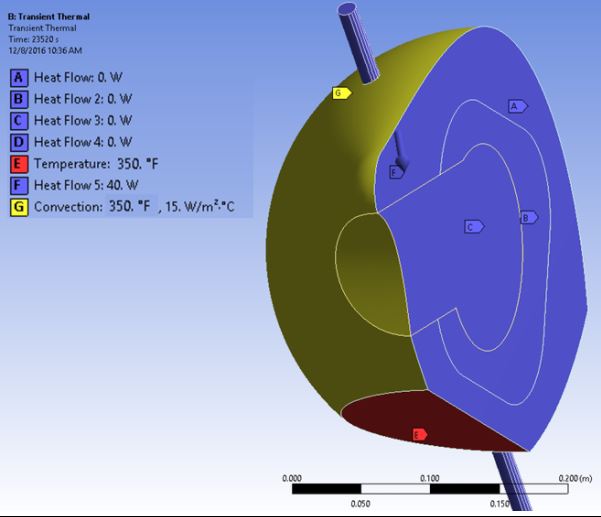 B: Transient Thermal
Transient Thermal
Time: 23520 s
12/8/2016 10:36 AM
A Heat Flow: 0. W
B Heat Flow 2: 0. W
C Heat Flow 3: 0. W
D Heat Flow 4: 0. W
E Temperature: 350. °F
F Heat Flow 5: 40. W
G Convection: 350. °F , 15. W/m²·°C
G
A
F
B
C
E
0.000 0.100 0.200 (m)
0.050 0.150